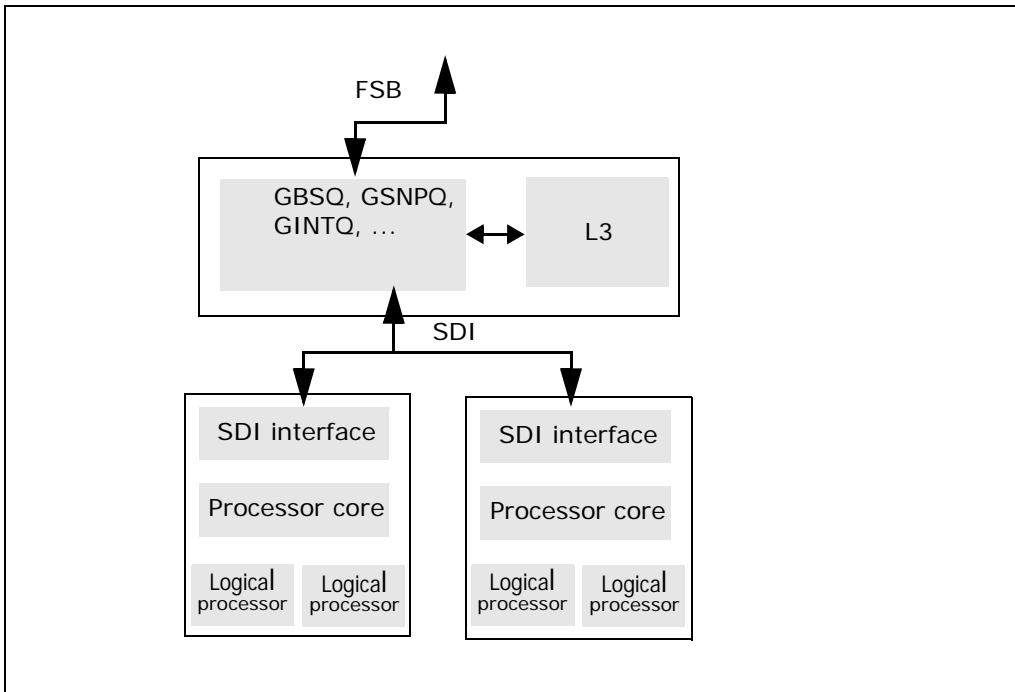 FSB
GBSQ, GSNPQ,
GINTQ, ...
L3
SDI
SDI interface
Processor core
Logical
processor
Logical
processor
SDI interface
Processor core
Logical
processor
Logical
processor